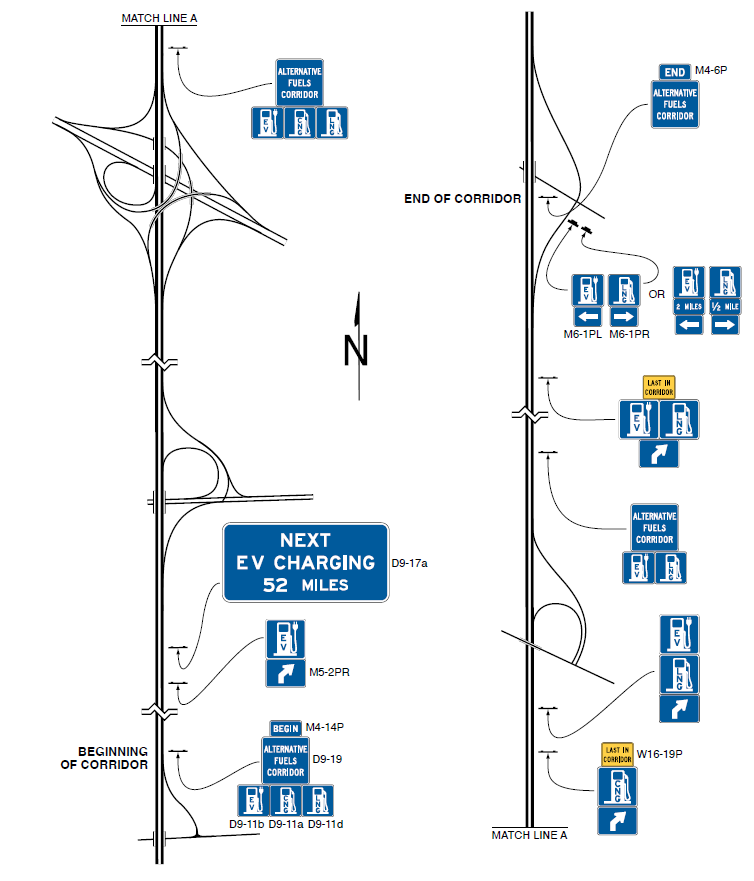 MATCH LINE A
ALTERNATIVE
FUELS
CORRIDOR
EV
CNG
LNG
N
NEXT
EV CHARGING
52 MILES
D9-17a
EV
M5-2PR
BEGINNING
OF CORRIDOR
BEGIN
M4-14P
ALTERNATIVE
FUELS
CORRIDOR
D9-19
EV
CNG
LNG
D9-11b D9-11a D9-11d
END
M4-6P
ALTERNATIVE
FUELS
CORRIDOR
END OF CORRIDOR
EV
LNG
M6-1PL M6-1PR
OR
EV
LNG
2 MILES
1/2 MILE
LAST IN
CORRIDOR
EV
LNG
ALTERNATIVE
FUELS
CORRIDOR
EV
LNG
EV
LNG
LAST IN
CORRIDOR
W16-19P
CNG
MATCH LINE A